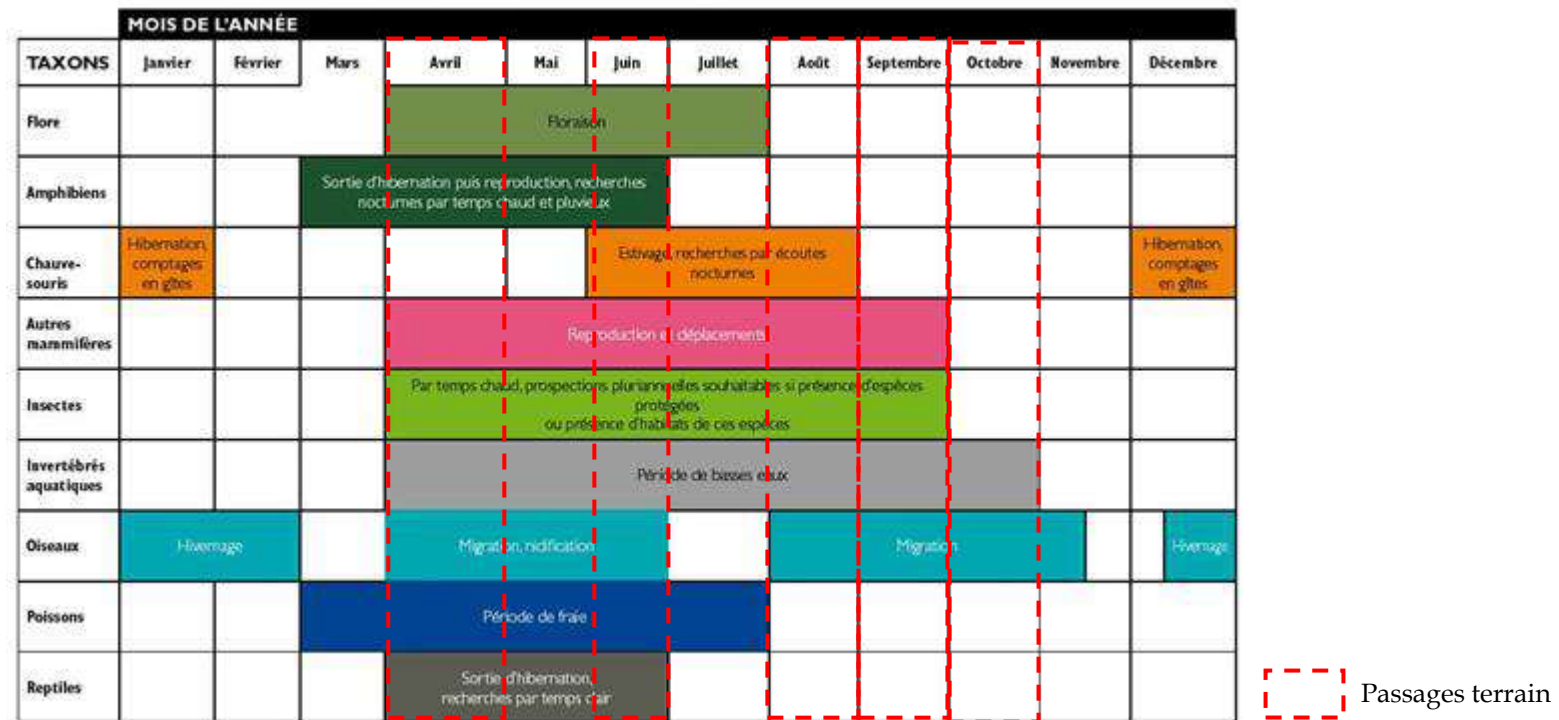 MOIS DE L'ANNÉE
TAXONS Janvier Février Mars Avril Mai Juin Juillet Août Septembre Octobre Novembre Décembre
Flore
Floraison
Amphibiens
Sortie d'hibernation puis reproduction, recherches
nocturnes par temps chaud et pluvieux
Chauve-
souris
Hibernation,
comptages
en gîtes
Estivage, recherches par écoutes
nocturnes
Hibernation,
comptages
en gîtes
Autres
mammifères
Reproduction et déplacements
Insectes
Par temps chaud, prospections pluriannuelles souhaitables si présence d'espèces
protégées
ou présence d'habitats de ces espèces
Invertébrés
aquatiques
Période de basses eaux
Oiseaux
Hivernage
Migration, nidification
Migration
Hivernage
Poissons
Période de fraie
Reptiles
Sortie d'hibernation,
recherches par temps clair
Passages terrain